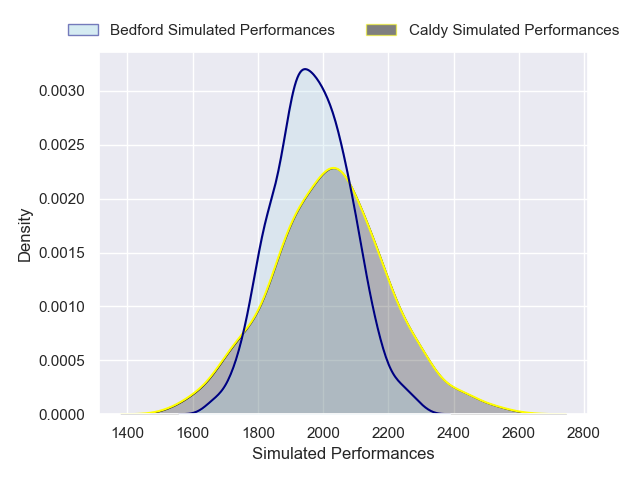 Bedford Simulated Performances
Caldy Simulated Performances
Density
0.0030
0.0025
0.0020
0.0015
0.0010
0.0005
0.0000
1400 1600 1800 2000 2200 2400 2600 2800
Simulated Performances